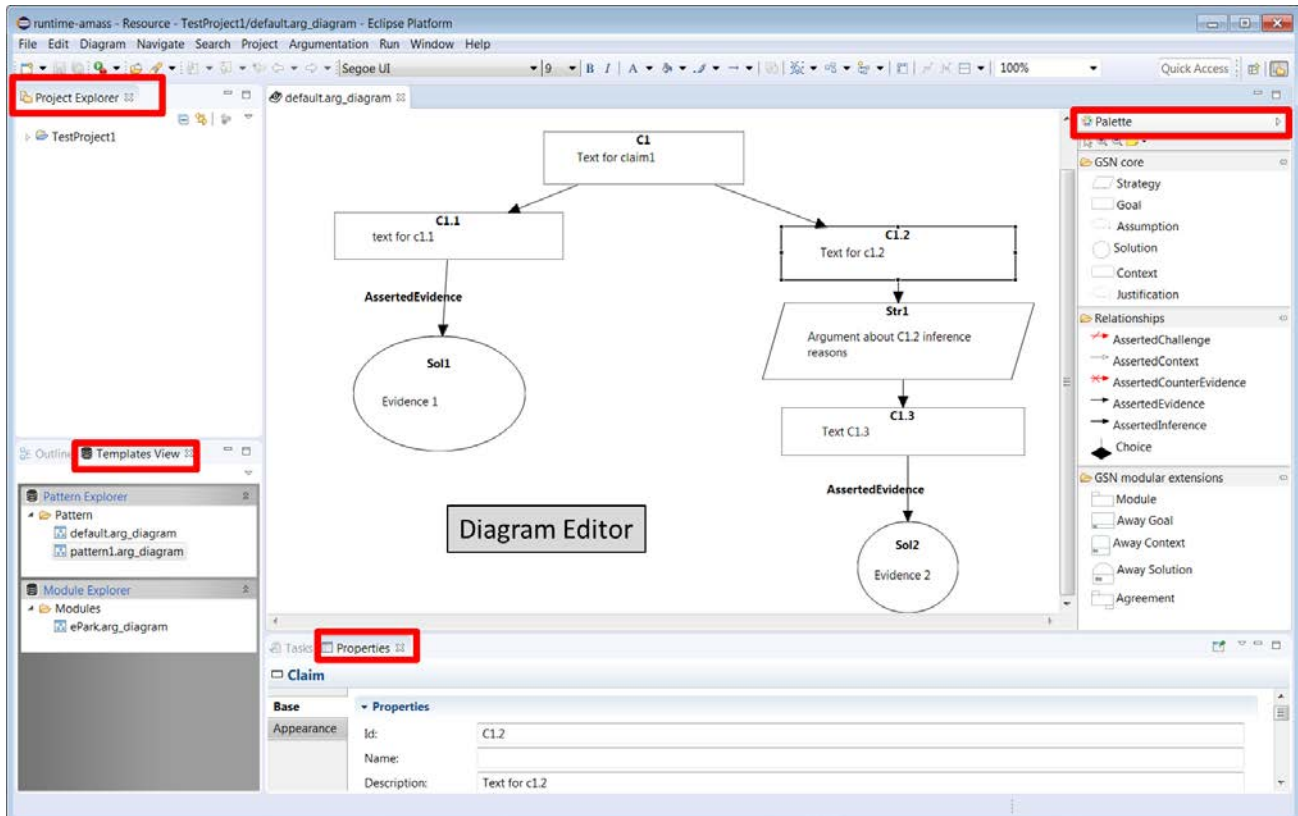 runtime-amass - Resource - TestProject1/default.arg_diagram - Eclipse Platform
File Edit Diagram Navigate Search Project Argumentation Run Window Help
Segoe UI 9 B I A 100% Quick Access
Project Explorer
TestProject1
default.arg_diagram
C1
Text for claim1
C1.1
text for c1.1
C1.2
Text for c1.2
AssertedEvidence
Str1
Argument about C1.2 inference
reasons
Sol1
Evidence 1
C1.3
Text C1.3
AssertedEvidence
Sol2
Evidence 2
Diagram Editor
Palette
GSN core
Strategy
Goal
Assumption
Solution
Context
Justification
Relationships
AssertedChallenge
AssertedContext
AssertedCounterEvidence
AssertedEvidence
AssertedInference
Choice
GSN modular extensions
Module
Away Goal
Away Context
Away Solution
Agreement
Outline Templates View
Pattern Explorer
Pattern
default.arg_diagram
pattern1.arg_diagram
Module Explorer
Modules
ePark.arg_diagram
Tasks Properties
Claim
Base
Appearance
Properties
Id: C1.2
Name:
Description: Text for c1.2